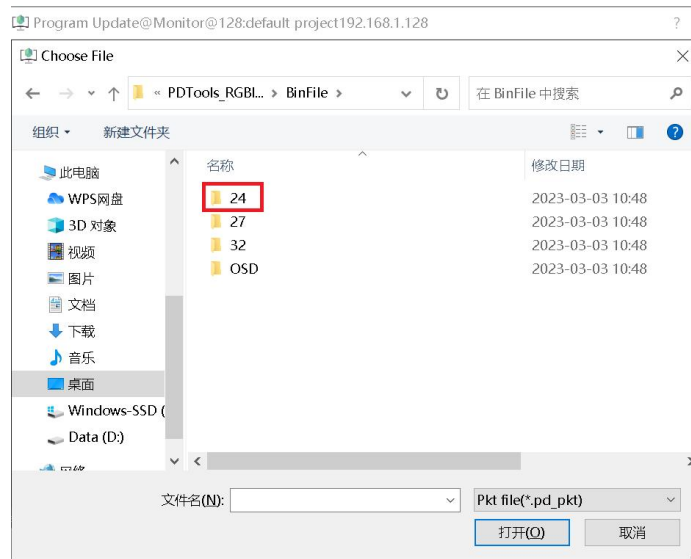 Program Update@Monitor@128:default project192.168.1.128 ?
Choose File
« PDTools_RGBl... > BinFile >
在 BinFile 中搜索
组织 新建文件夹
名称 修改日期
此电脑
WPS网盘
3D 对象
视频
图片
文档
下载
音乐
桌面
Windows-SSD (
Data (D:)
24 2023-03-03 10:48
27 2023-03-03 10:48
32 2023-03-03 10:48
OSD 2023-03-03 10:48
文件名(N):
Pkt file(*.pd_pkt)
打开(O) 取消